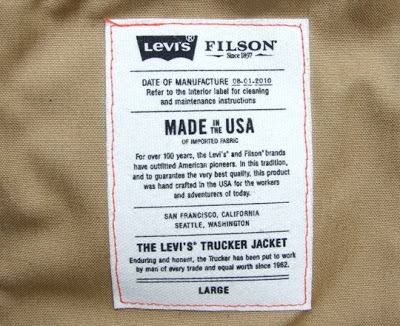 LEVI'S® FILSON®
Since 1897
DATE OF MANUFACTURE 08-01-2010
Refer to the interior label for cleaning
and maintenance instructions
MADE IN THE USA
OF IMPORTED FABRIC
For over 100 years, the Levi's® and Filson® brands
have outfitted American pioneers. In this tradition,
and to guarantee the very best quality, this product
was hand crafted in the USA for the workers
and adventurers of today.
SAN FRANCISCO, CALIFORNIA
SEATTLE, WASHINGTON
THE LEVI'S® TRUCKER JACKET
Enduring and honest, the Trucker has been put to work
by man of every trade and equal worth since 1962.
LARGE